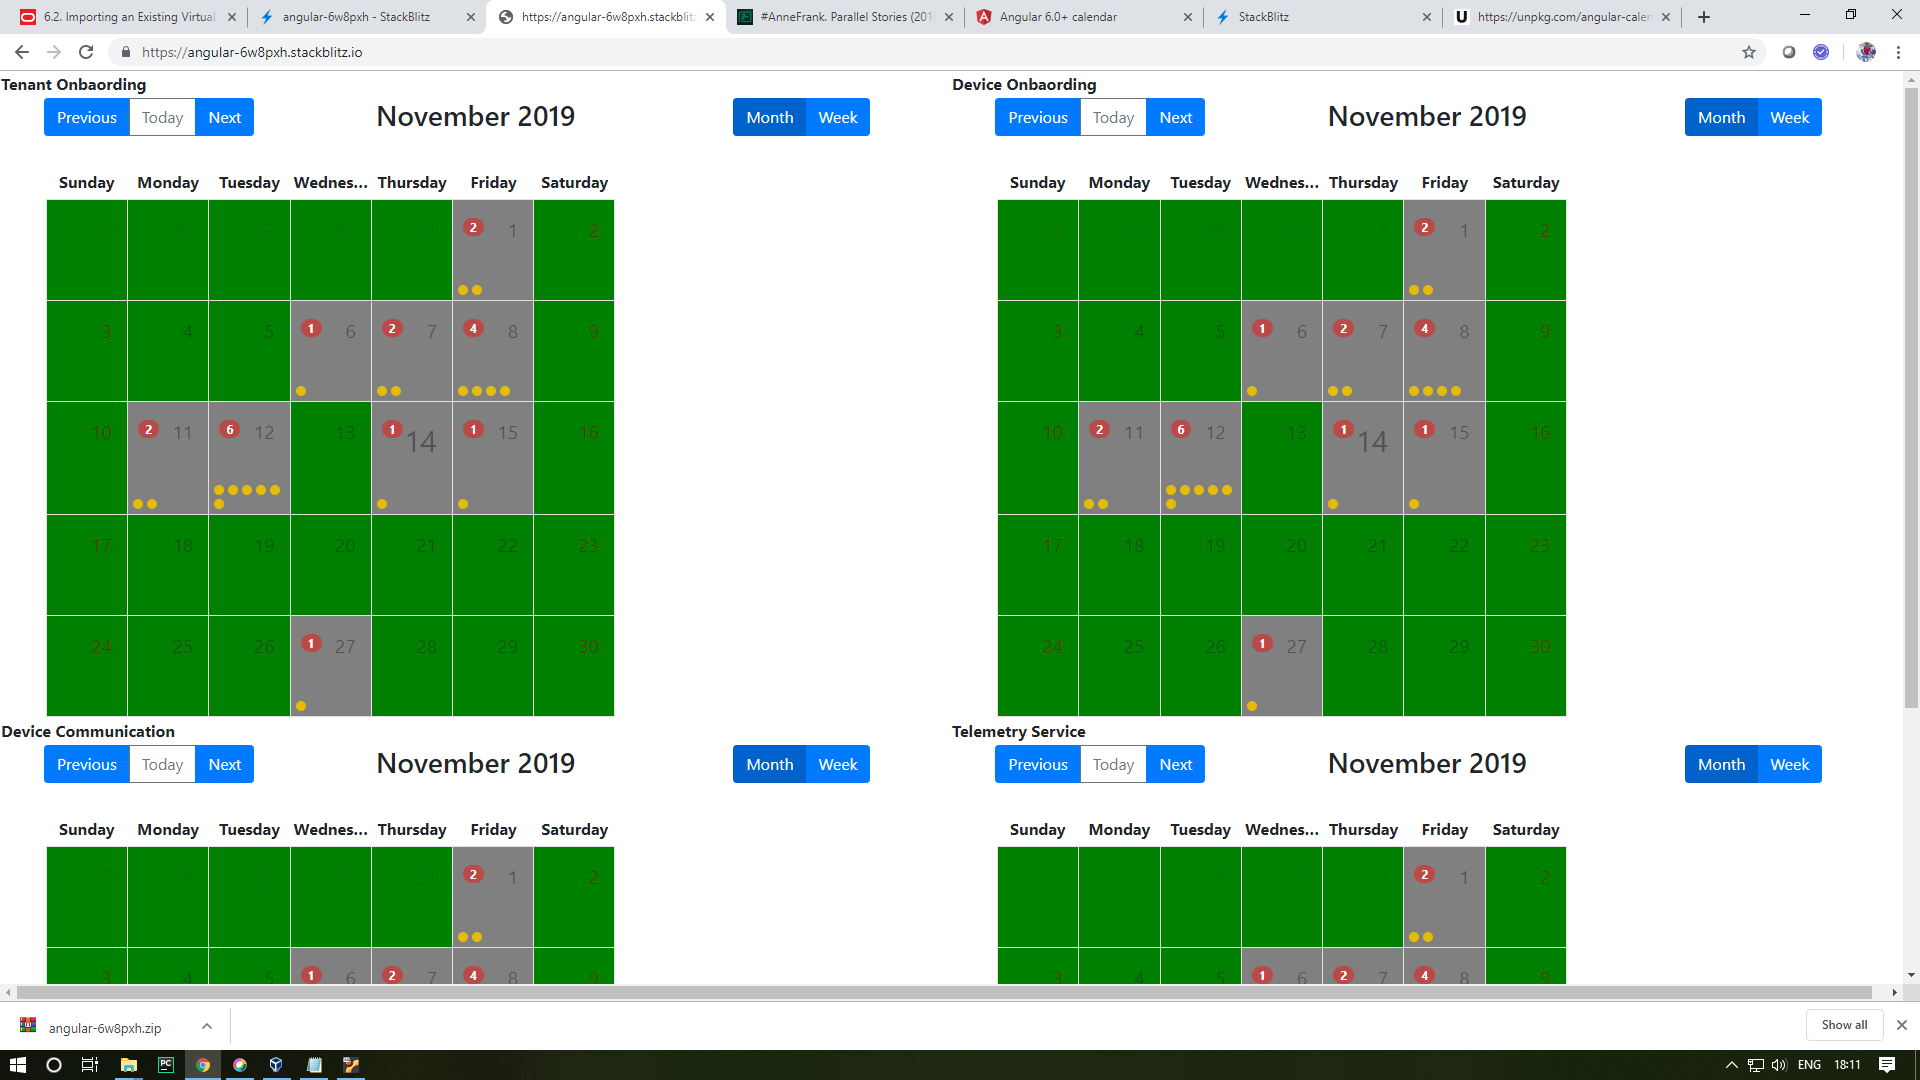 6.2. Importing an Existing Virtual
angular-6w8pxh - StackBlitz
https://angular-6w8pxh.stackblitz
#AnneFrank. Parallel Stories (201
Angular 6.0+ calendar
StackBlitz
https://unpkg.com/angular-calen
https://angular-6w8pxh.stackblitz.io
Tenant Onbaording
Previous Today Next
November 2019
Month Week
Sunday Monday Tuesday Wednes... Thursday Friday Saturday
2 1 2
3 4 5 1 6 2 7 4 8 9
10 2 11 6 12 13 1 14 1 15 16
17 18 19 20 21 22 23
24 25 26 1 27 28 29 30
Device Onbaording
Previous Today Next
November 2019
Month Week
Sunday Monday Tuesday Wednes... Thursday Friday Saturday
2 1 2
3 4 5 1 6 2 7 4 8 9
10 2 11 6 12 13 1 14 1 15 16
17 18 19 20 21 22 23
24 25 26 1 27 28 29 30
Device Communication
Previous Today Next
November 2019
Month Week
Sunday Monday Tuesday Wednes... Thursday Friday Saturday
2 1 2
3 4 5 1 6 2 7 4 8 9
Telemetry Service
Previous Today Next
November 2019
Month Week
Sunday Monday Tuesday Wednes... Thursday Friday Saturday
2 1 2
3 4 5 1 6 2 7 4 8 9
angular-6w8pxh.zip
Show all
PC
ENG 18:11